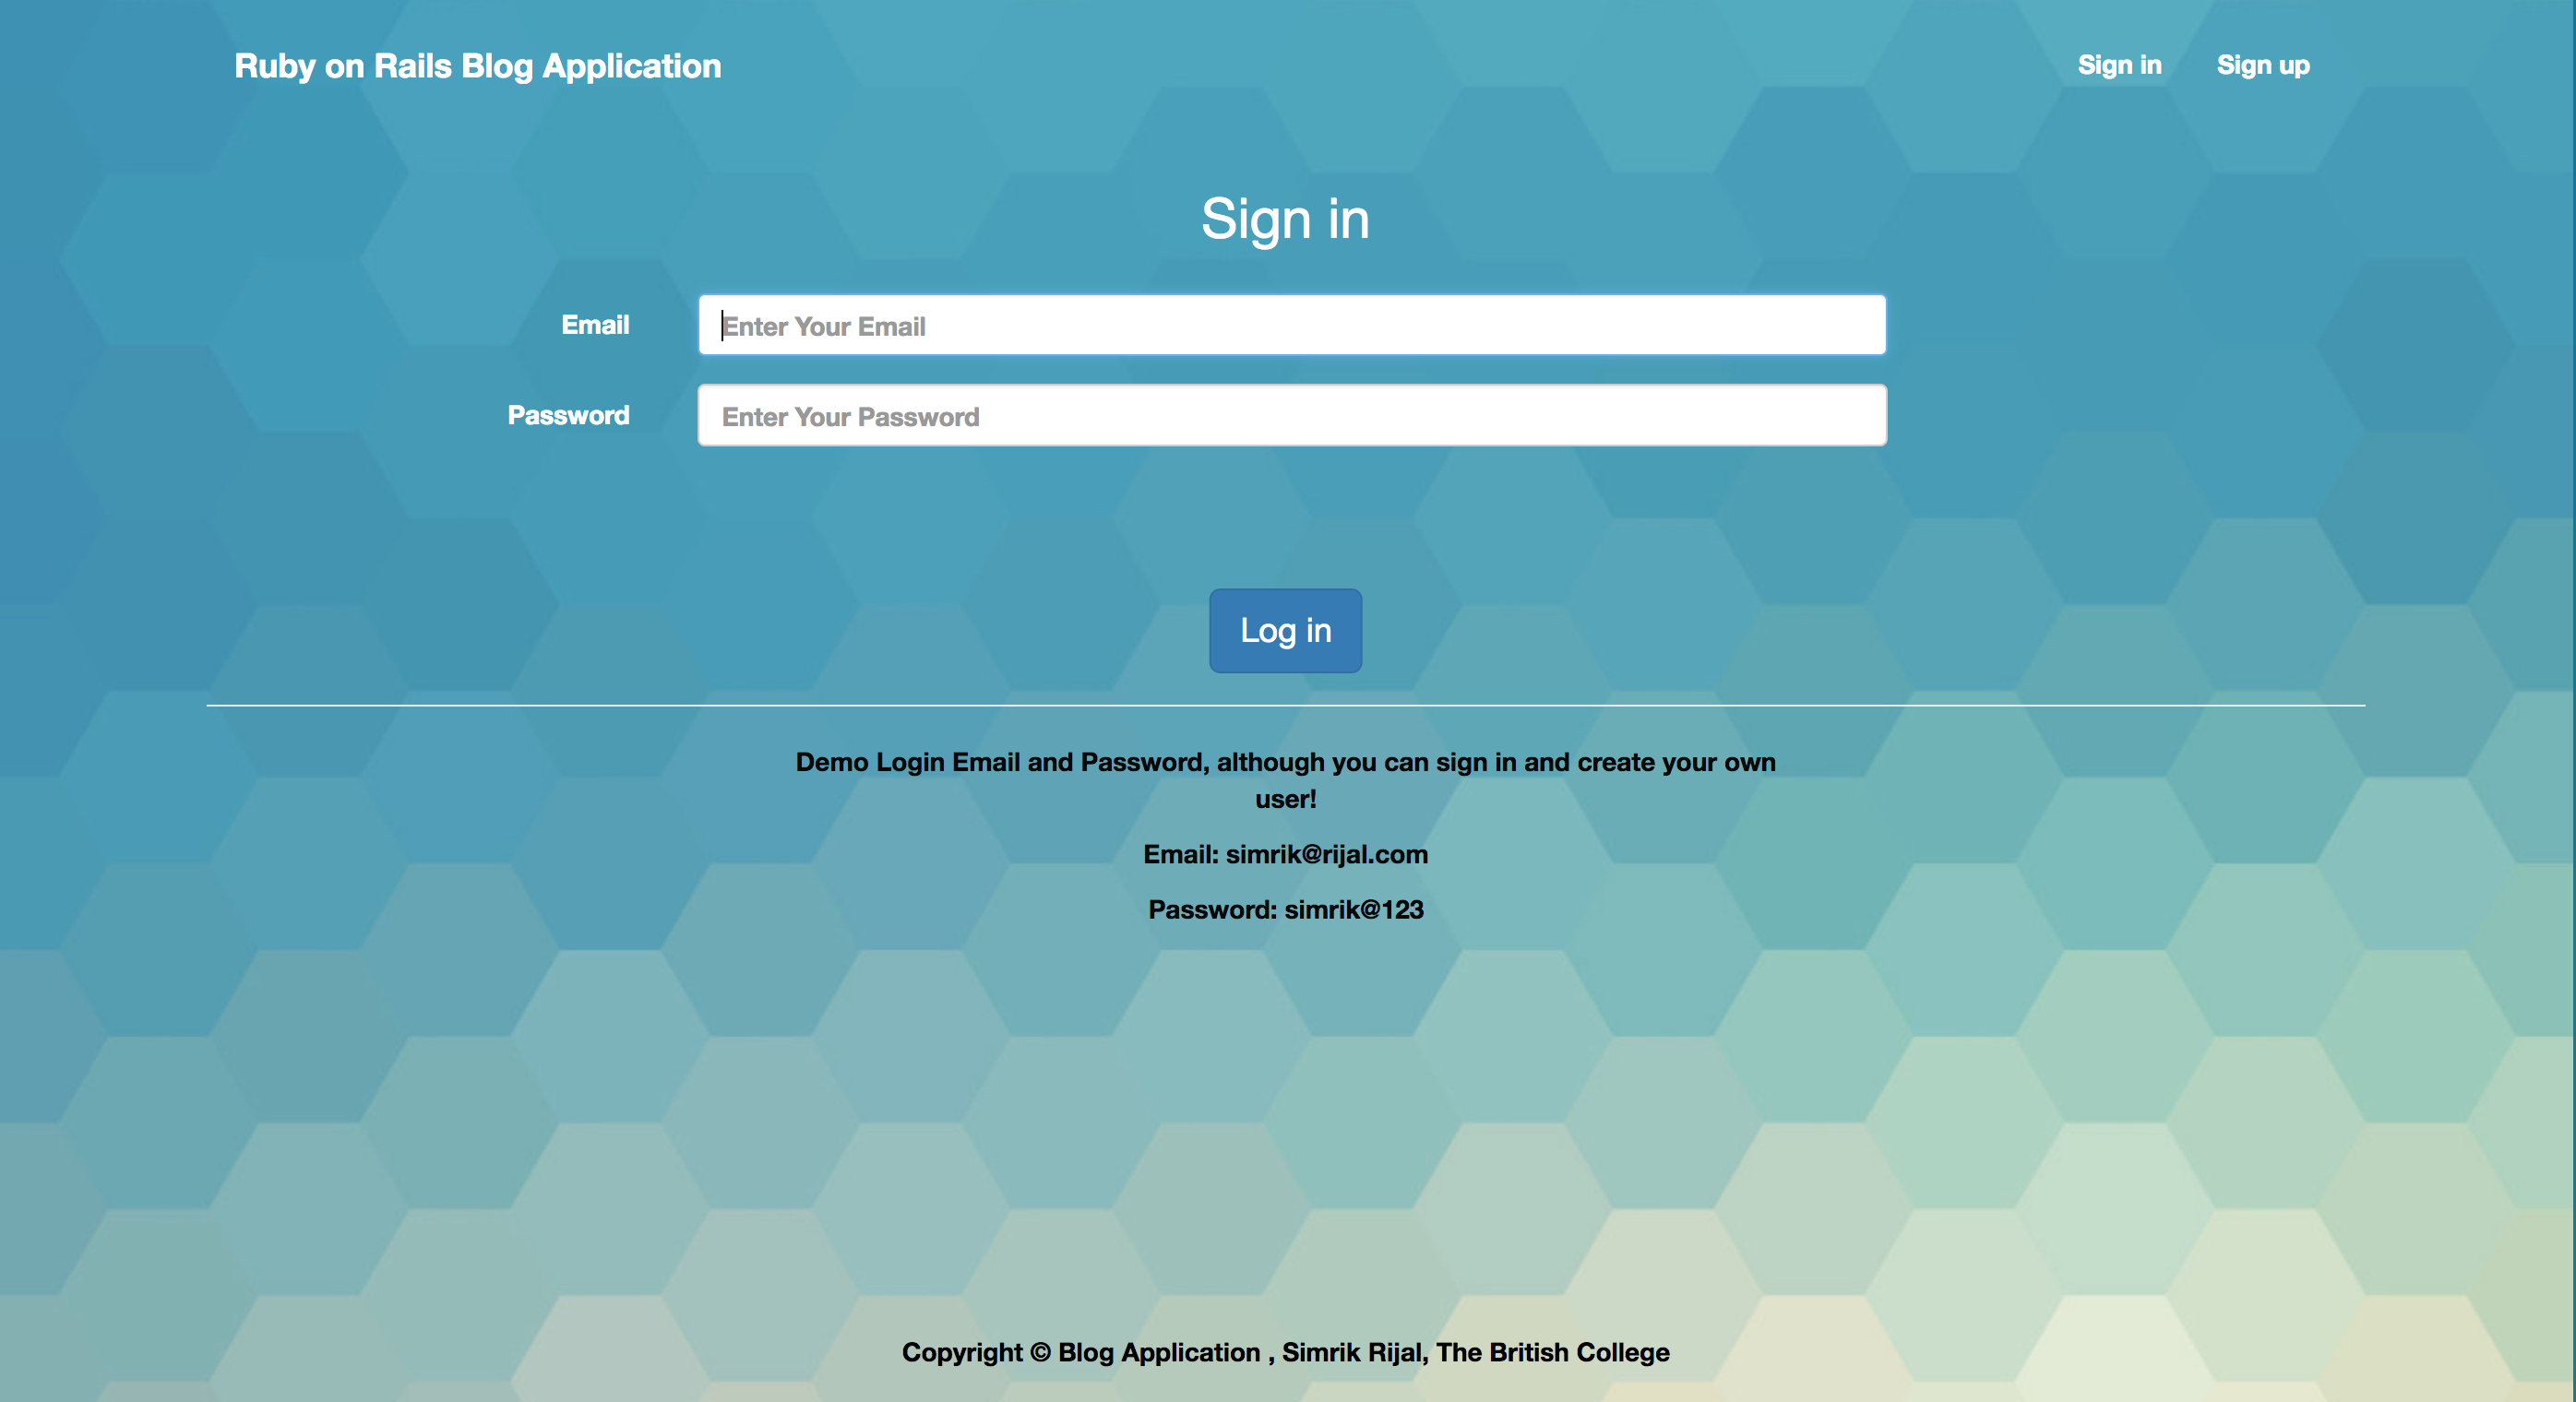 Ruby on Rails Blog Application
Sign in
Sign up
Sign in
Email
Enter Your Email
Password
Enter Your Password
Log in
Demo Login Email and Password, although you can sign in and create your own
user!
Email: simrik@rijal.com
Password: simrik@123
Copyright © Blog Application , Simrik Rijal, The British College